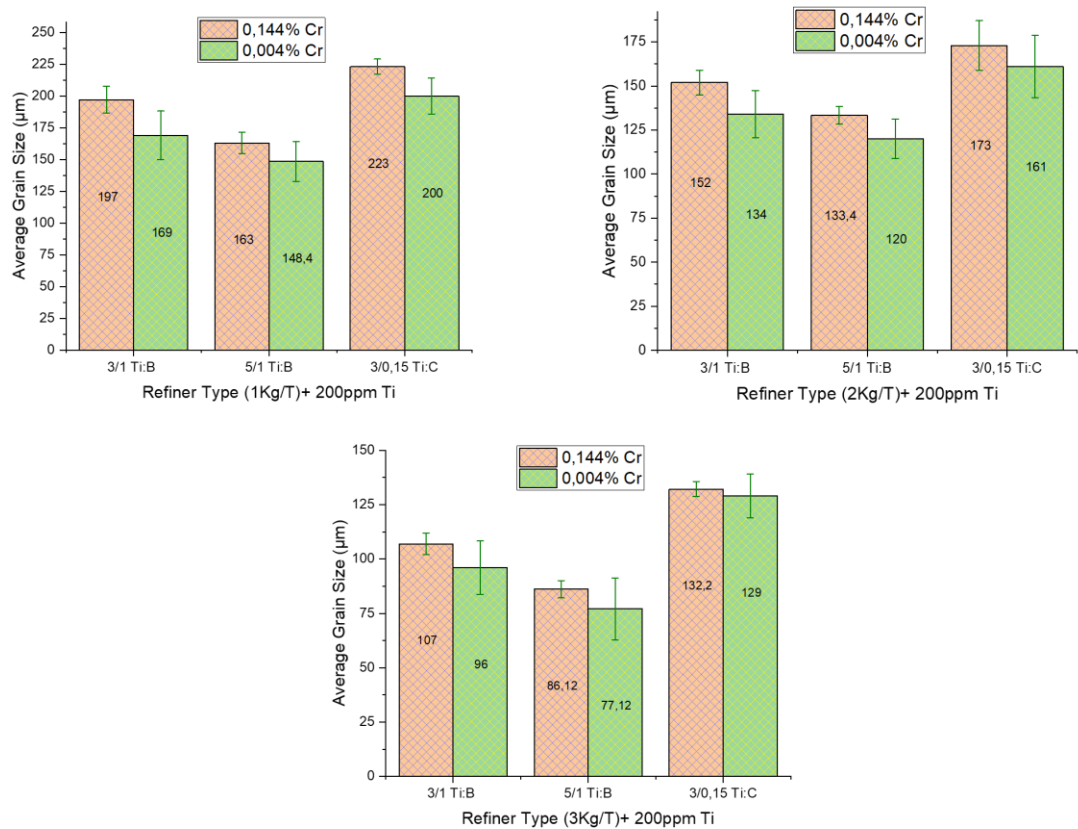 0,144% Cr
0,004% Cr
Average Grain Size (µm)
250
225
200
175
150
125
100
75
50
25
0
197
169
163
148,4
223
200
3/1 Ti:B
5/1 Ti:B
3/0,15 Ti:C
Refiner Type (1Kg/T)+ 200ppm Ti
0,144% Cr
0,004% Cr
Average Grain Size (µm)
175
150
125
100
75
50
25
0
152
134
133,4
120
173
161
3/1 Ti:B
5/1 Ti:B
3/0,15 Ti:C
Refiner Type (2Kg/T)+ 200ppm Ti
0,144% Cr
0,004% Cr
Average Grain Size (µm)
150
125
100
75
50
25
0
107
96
86,12
77,12
132,2
129
3/1 Ti:B
5/1 Ti:B
3/0,15 Ti:C
Refiner Type (3Kg/T)+ 200ppm Ti